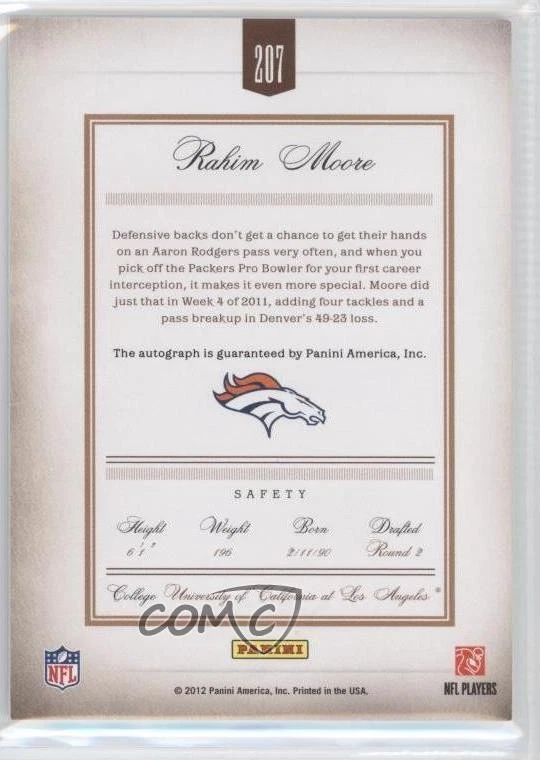 207
Rahim Moore
Defensive backs don't get a chance to get their hands
on an Aaron Rodgers pass very often, and when you
pick off the Packers Pro Bowler for your first career
interception, it makes it even more special. Moore did
just that in Week 4 of 2011, adding four tackles and a
pass breakup in Denver's 49-23 loss.
The autograph is guaranteed by Panini America, Inc.
SAFETY
Height Weight Born Drafted
6'1" 196 2/11/90 Round 2
College University of California at Los Angeles ®
COMC
PANINI
NFL
NFL PLAYERS
© 2012 Panini America, Inc. Printed in the USA.